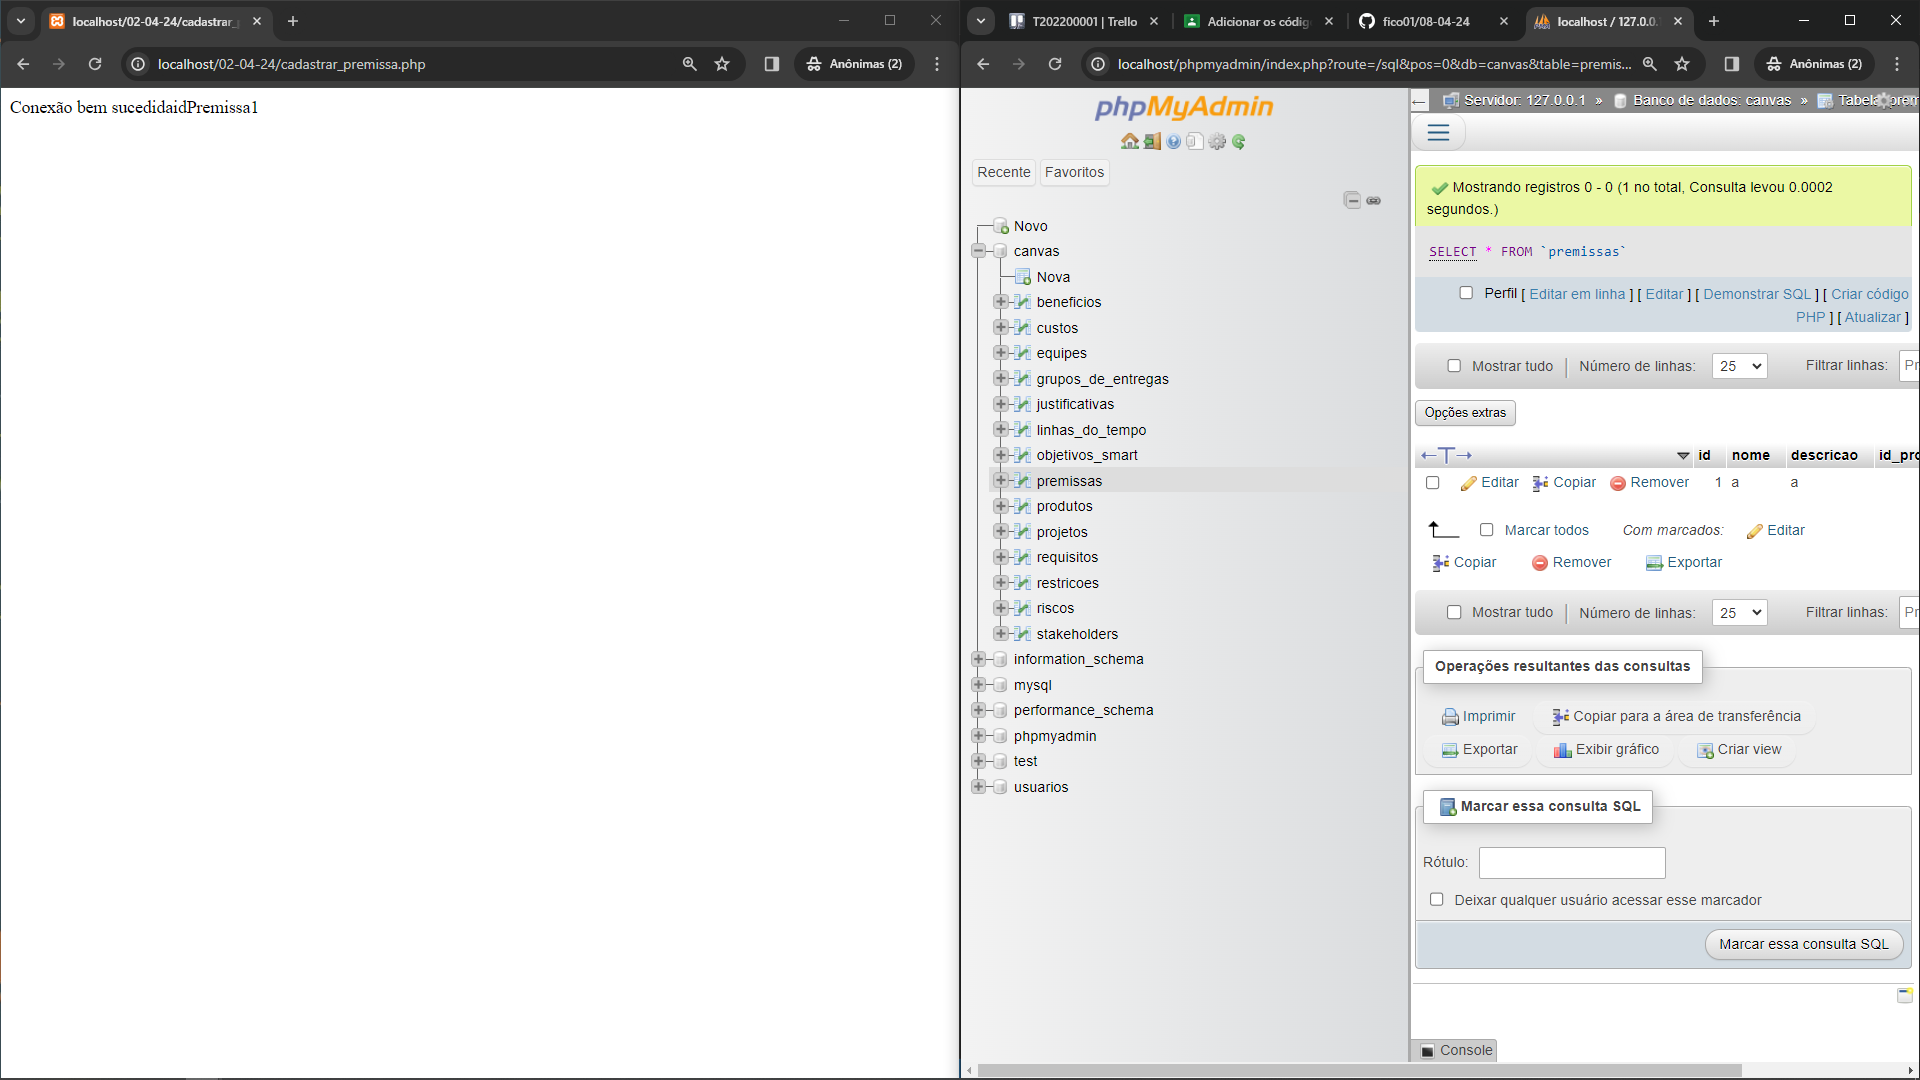 localhost/02-04-24/cadastrar_
localhost/02-04-24/cadastrar_premissa.php
Anônimas (2)
Conexão bem sucedidaidPremissa1
T202200001 | Trello
Adicionar os códig
fico01/08-04-24
localhost / 127.0.0.
localhost/phpmyadmin/index.php?route=/sql&pos=0&db=canvas&table=premis...
Anônimas (2)
phpMyAdmin
Recente
Favoritos
Novo
canvas
Nova
beneficios
custos
equipes
grupos_de_entregas
justificativas
linhas_do_tempo
objetivos_smart
premissas
produtos
projetos
requisitos
restricoes
riscos
stakeholders
information_schema
mysql
performance_schema
phpmyadmin
test
usuarios
Servidor: 127.0.0.1 » Banco de dados: canvas » Tabela: prem
Mostrando registros 0 - 0 (1 no total, Consulta levou 0.0002
segundos.)
SELECT * FROM `premissas`
Perfil [ Editar em linha ] [ Editar ] [ Demonstrar SQL ] [ Criar código
PHP ] [ Atualizar ]
Mostrar tudo | Número de linhas: 25 Filtrar linhas: Pr
Opções extras
id nome descricao id_pro
Editar Copiar Remover 1 a a
Marcar todos Com marcados: Editar
Copiar Remover Exportar
Mostrar tudo | Número de linhas: 25 Filtrar linhas: Pr
Operações resultantes das consultas
Imprimir Copiar para a área de transferência
Exportar Exibir gráfico Criar view
Marcar essa consulta SQL
Rótulo:
Deixar qualquer usuário acessar esse marcador
Marcar essa consulta SQL
Console